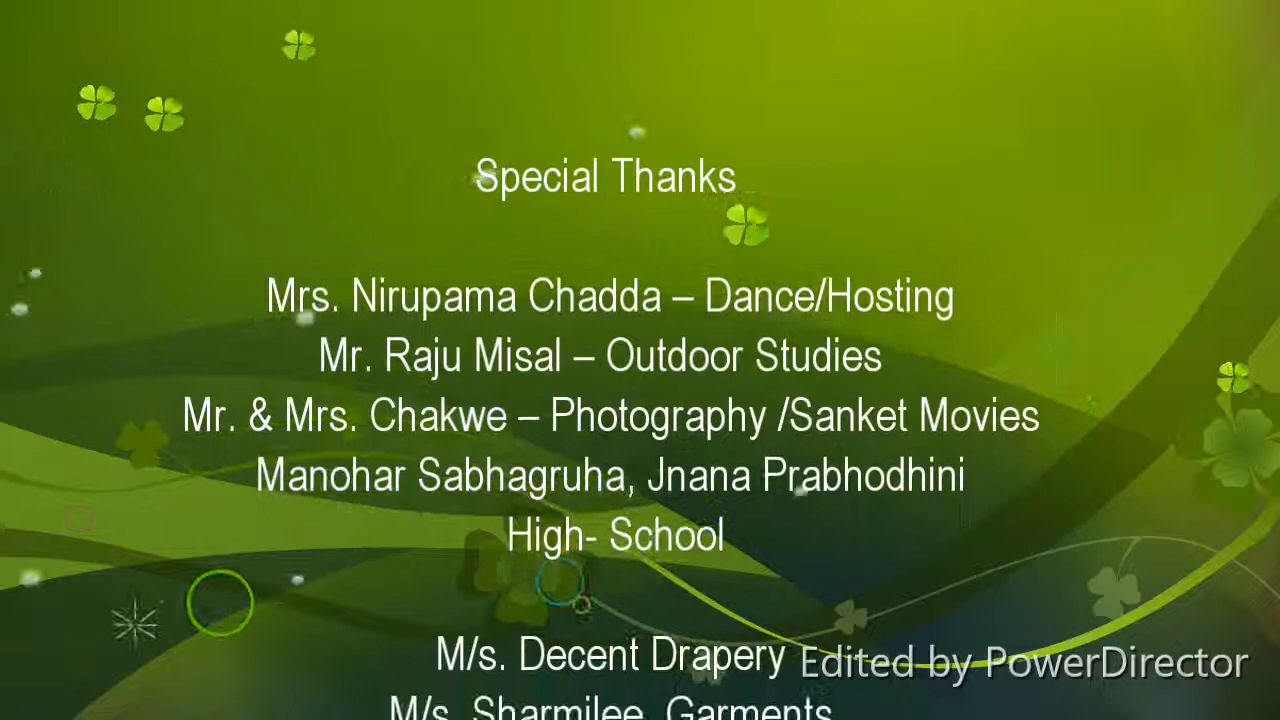 Special Thanks
Mrs. Nirupama Chadda – Dance/Hosting
Mr. Raju Misal – Outdoor Studies
Mr. & Mrs. Chakwe – Photography /Sanket Movies
Manohar Sabhagruha, Jnana Prabhodhini
High- School
M/s. Decent Drapery
Edited by PowerDirector
M/s. Sharmilee Garments